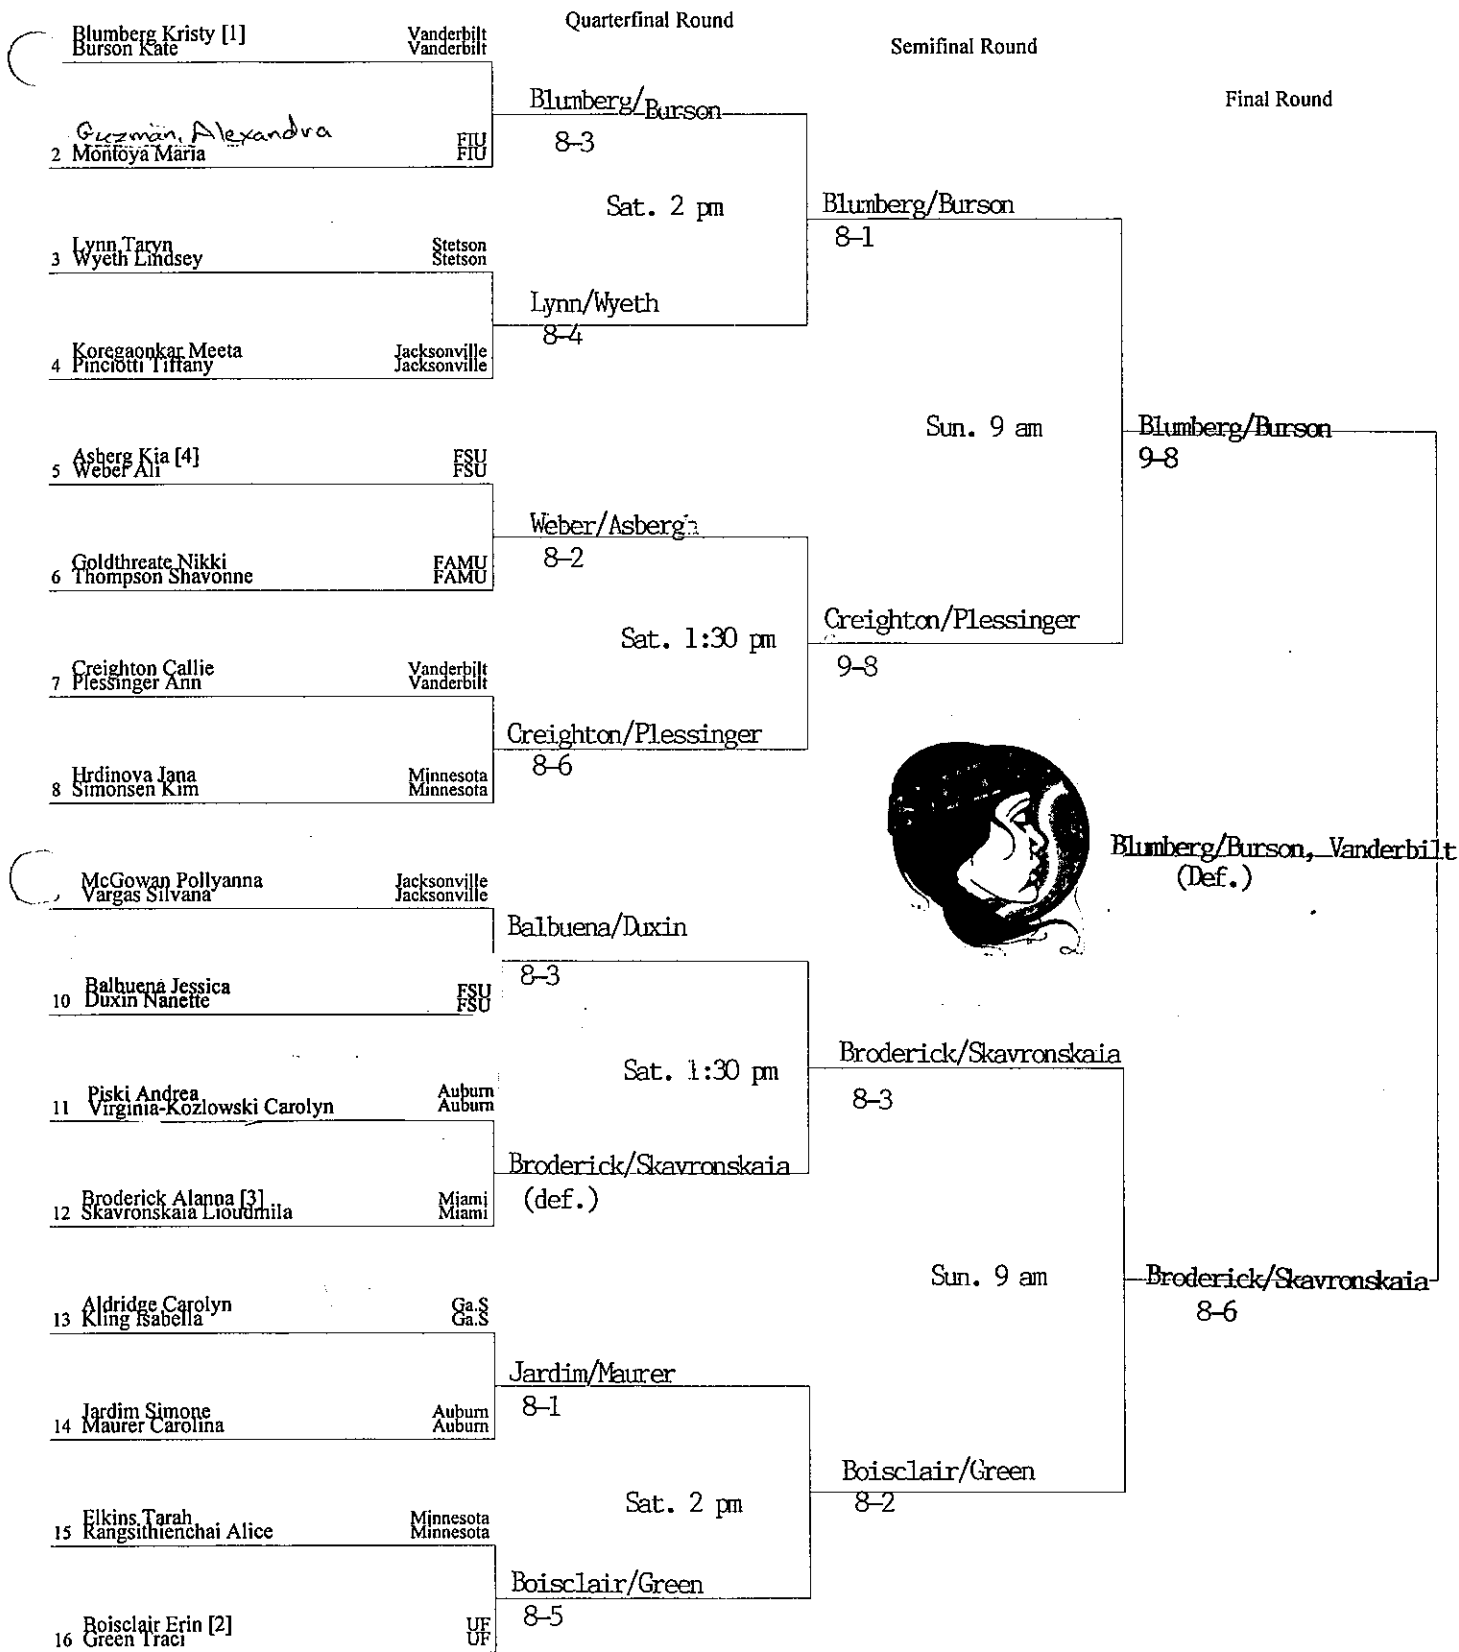 Quarterfinal Round
Semifinal Round
Final Round
Blumberg Kristy [1] Vanderbilt
Burson Kate Vanderbilt
Blumberg/Burson
8-3
Guzmán, Alexandra FIU
2 Montoya Maria FIU
Sat. 2 pm
Blumberg/Burson
8-1
Lynn Taryn Stetson
3 Wyeth Lindsey Stetson
Lynn/Wyeth
8-4
Koregaonkar Meeta Jacksonville
4 Pinciotti Tiffany Jacksonville
Sun. 9 am
Blumberg/Burson
9-8
Asberg Kia [4] FSU
5 Weber Ali FSU
Weber/Asberg
8-2
Goldthreate Nikki FAMU
6 Thompson Shavonne FAMU
Sat. 1:30 pm
Creighton/Plessinger
9-8
Creighton Callie Vanderbilt
7 Plessinger Ann Vanderbilt
Creighton/Plessinger
8-6
Hrdinova Jana Minnesota
8 Simonsen Kim Minnesota
Blumberg/Burson, Vanderbilt
(Def.)
McGowan Pollyanna Jacksonville
Vargas Silvana Jacksonville
Balbuena/Duxin
8-3
Balbuena Jessica FSU
10 Duxin Nanette FSU
Sat. 1:30 pm
Broderick/Skavronskaia
8-3
Piski Andrea Auburn
11 Virginia-Kozlowski Carolyn Auburn
Broderick/Skavronskaia
(def.)
Broderick Alanna [3] Miami
12 Skavronskaia Lioudmila Miami
Sun. 9 am
Broderick/Skavronskaia
8-6
Aldridge Carolyn Ga.S
13 Kling Isabella Ga.S
Jardim/Maurer
8-1
Jardim Simone Auburn
14 Maurer Carolina Auburn
Sat. 2 pm
Boisclair/Green
8-2
Elkins Tarah Minnesota
15 Rangsithienchai Alice Minnesota
Boisclair/Green
8-5
Boisclair Erin [2] UF
16 Green Traci UF